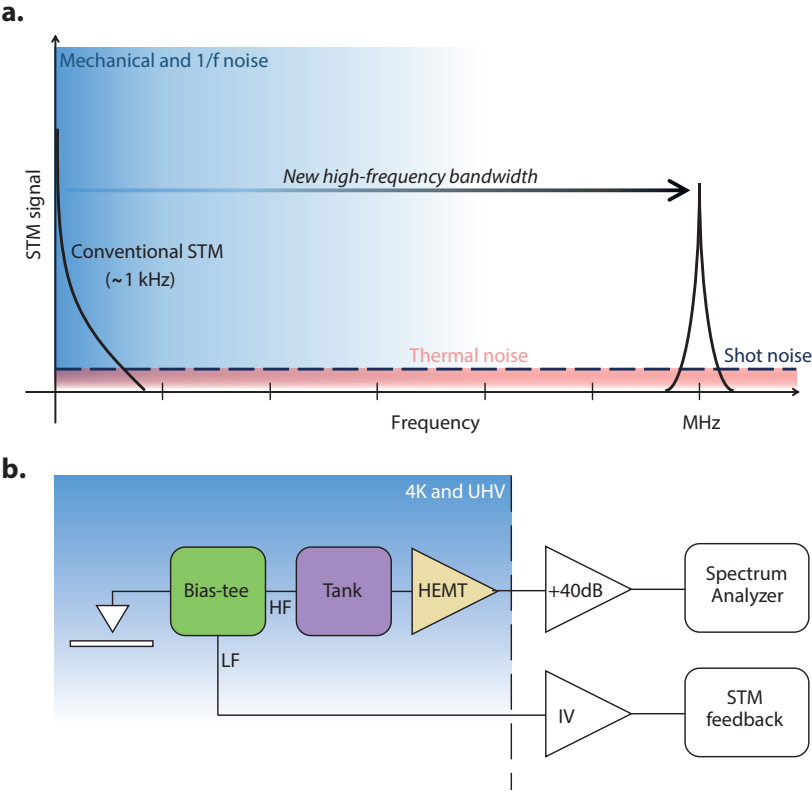 a.
Mechanical and 1/f noise
New high-frequency bandwidth
STM signal
Conventional STM
(~1 kHz)
Thermal noise
Shot noise
Frequency
MHz
b.
4K and UHV
Bias-tee
HF
Tank
HEMT
+40dB
Spectrum
Analyzer
LF
IV
STM
feedback